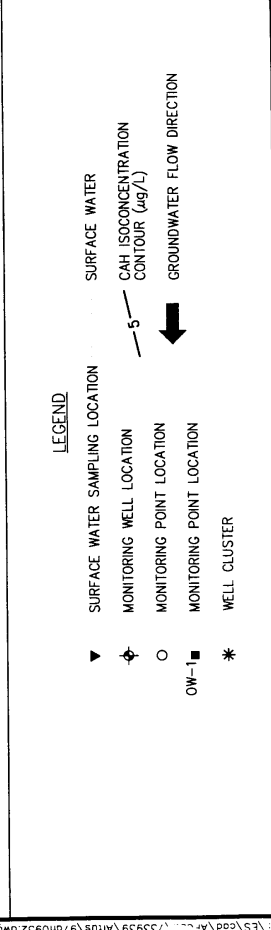 LEGEND
SURFACE WATER SAMPLING LOCATION
MONITORING WELL LOCATION
MONITORING POINT LOCATION
OW-1 MONITORING POINT LOCATION
WELL CLUSTER
SURFACE WATER
5 CAH ISOCONCENTRATION
CONTOUR (ug/L)
GROUNDWATER FLOW DIRECTION